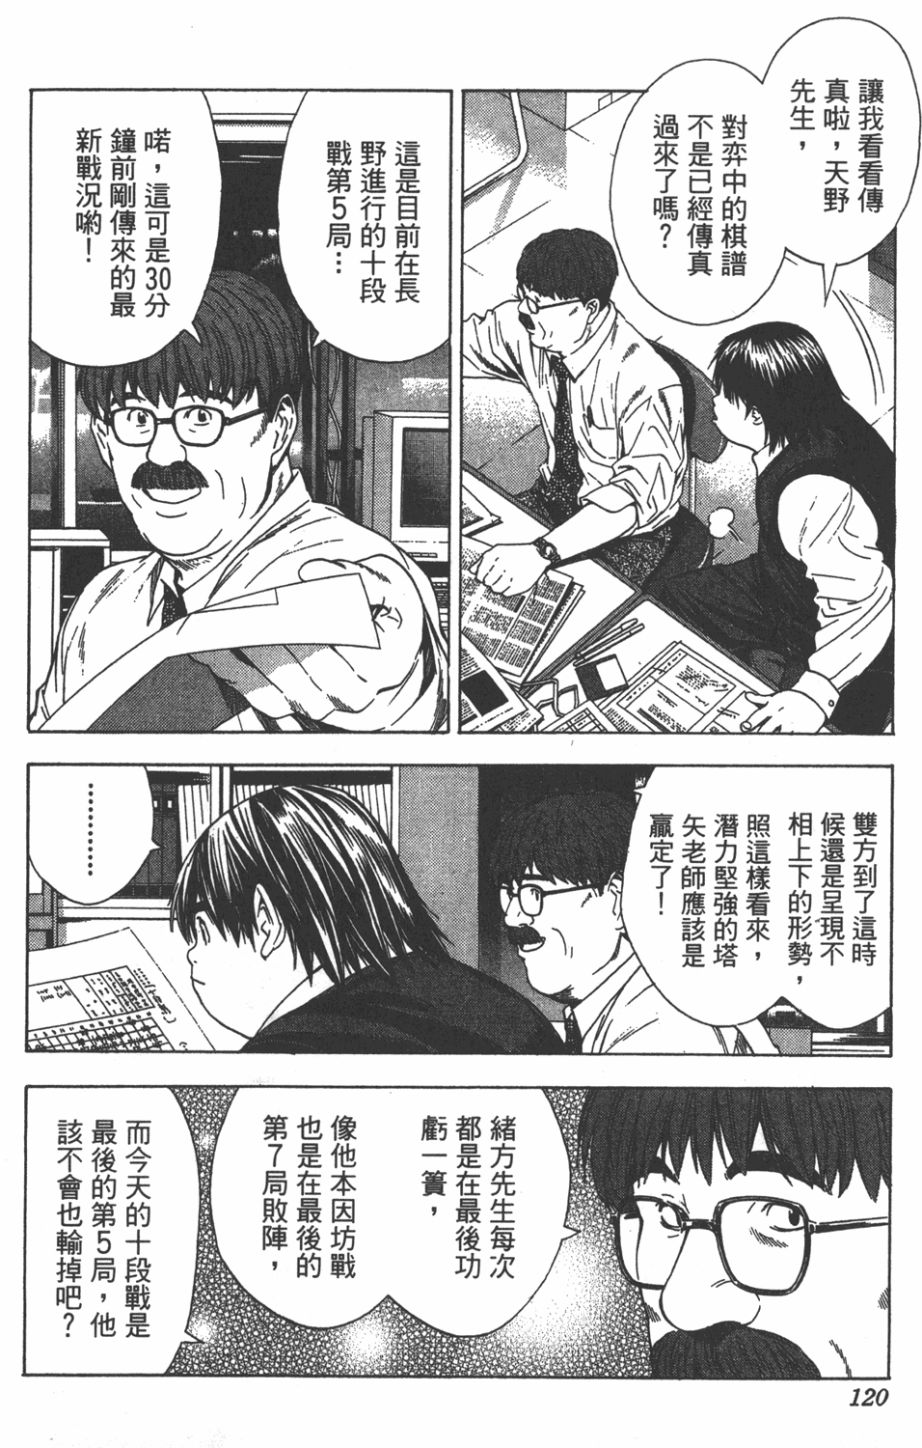 讓我看看傳
真啦，天野
先生，
對弈中的棋譜
不是已經傳真
過來了嗎？
這是目前在長
野進行的十段
戰第5局…
喏，這可是30分
鐘前剛傳來的最
新戰況喲！
雙方到了這時
候還是呈現不
相上下的形勢，
照這樣看來，
潛力堅強的塔
矢老師應該是
贏定了！
…………
緒方先生每次
都是在最後功
虧一簣，
像他本因坊戰
也是在最後的
第7局敗陣，
而今天的十段戰是
最後的第5局，他
該不會也輸掉吧？
120